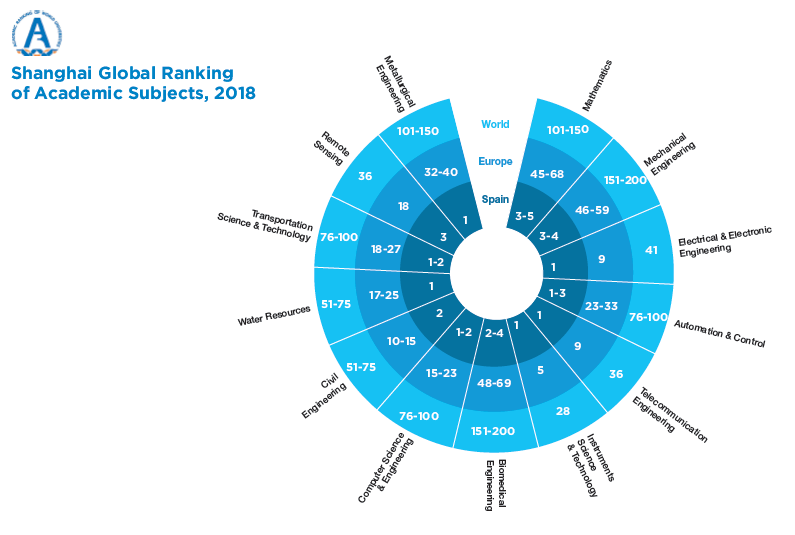 ACADEMIC RANKING OF WORLD UNIVERSITIES
A
Shanghai Global Ranking
of Academic Subjects, 2018
World
Europe
Spain
Mathematics
101-150
45-68
3-5
Mechanical
Engineering
151-200
46-59
3-4
Electrical & Electronic
Engineering
41
9
1
Automation & Control
76-100
23-33
1-3
Telecommunication
Engineering
36
9
1
Instruments
Science
& Technology
28
5
1
Biomedical
Engineering
151-200
48-69
2-4
Computer Science
& Engineering
76-100
15-23
1-2
Civil
Engineering
51-75
10-15
2
Water Resources
51-75
17-25
1
Transportation
Science & Technology
76-100
18-27
1-2
Remote
Sensing
36
18
3
Metallurgical
Engineering
101-150
32-40
1